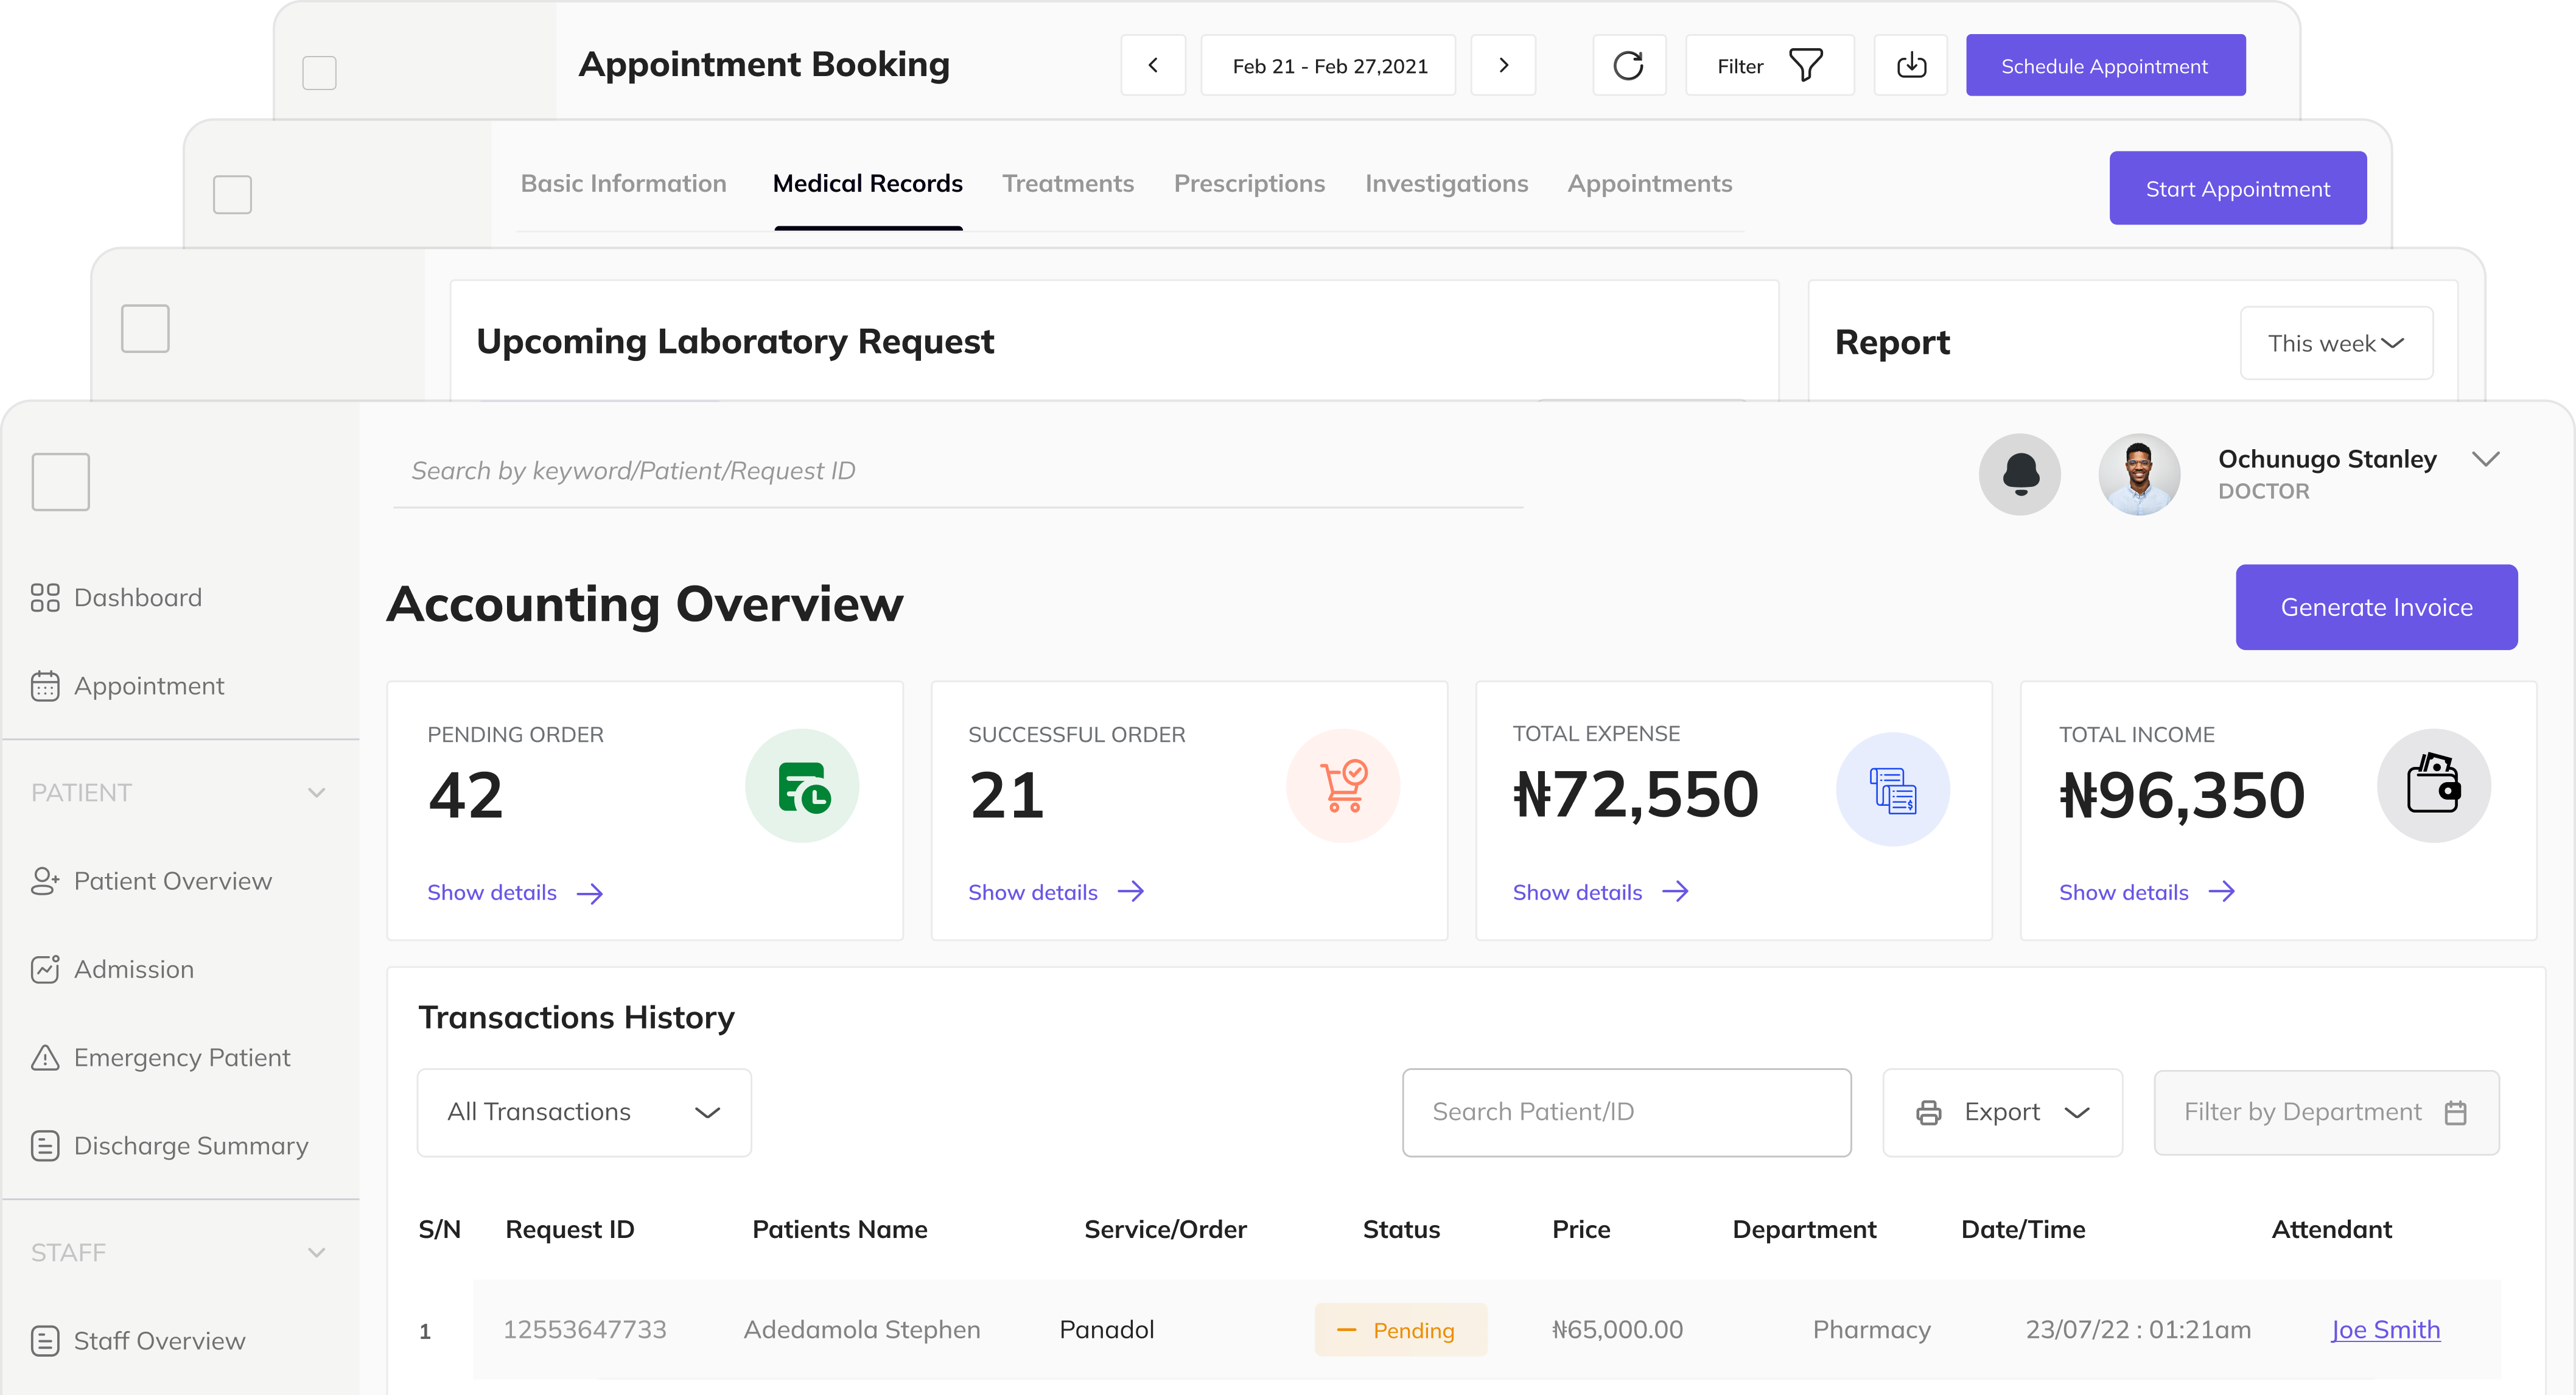 Appointment Booking
Feb 21 - Feb 27,2021
Filter
Schedule Appointment
Basic Information Medical Records Treatments Prescriptions Investigations Appointments
Start Appointment
Upcoming Laboratory Request
Report
This week
Search by keyword/Patient/Request ID
Ochunugo Stanley
DOCTOR
Dashboard
Appointment
PATIENT
Patient Overview
Admission
Emergency Patient
Discharge Summary
STAFF
Staff Overview
Accounting Overview
Generate Invoice
PENDING ORDER
42
Show details
SUCCESSFUL ORDER
21
Show details
TOTAL EXPENSE
₦72,550
Show details
TOTAL INCOME
₦96,350
Show details
Transactions History
All Transactions
Search Patient/ID
Export
Filter by Department
S/N Request ID Patients Name Service/Order Status Price Department Date/Time Attendant
1 12553647733 Adedamola Stephen Panadol Pending ₦65,000.00 Pharmacy 23/07/22 : 01:21am Joe Smith